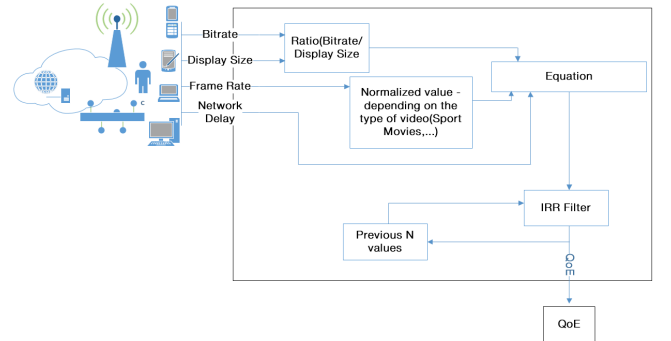 Bitrate
Display Size
Frame Rate
Network
Delay
C
Ratio(Bitrate/
Display Size
Normalized value -
depending on the
type of video(Sport
Movies,...)
Equation
IRR Filter
Previous N
values
QoE
QoE